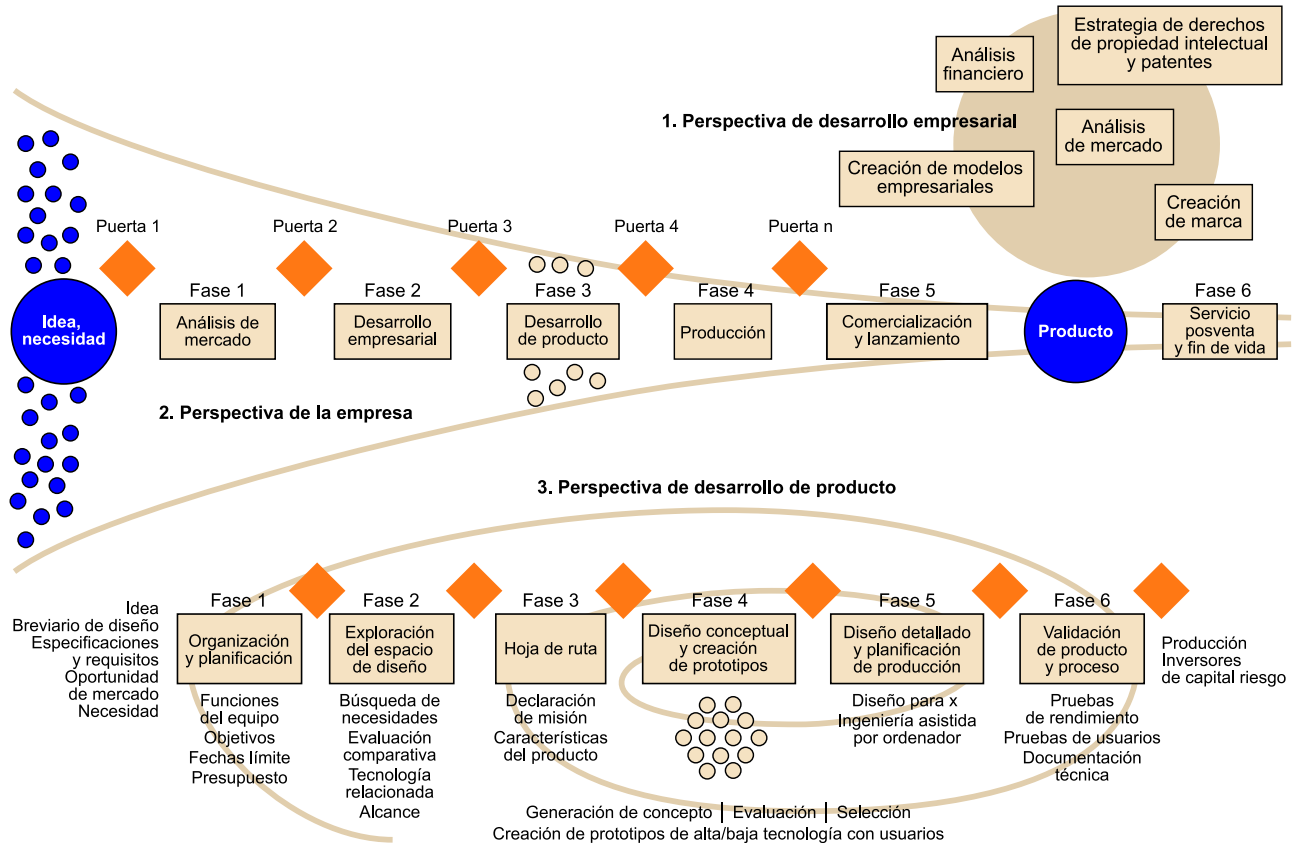 Estrategia de derechos
de propiedad intelectual
y patentes
Análisis
financiero
1. Perspectiva de desarrollo empresarial
Análisis
de mercado
Creación de modelos
empresariales
Creación
de marca
Puerta 1
Puerta 2
Puerta 3
Puerta 4
Puerta n
Idea,
necesidad
Fase 1
Análisis de
mercado
Fase 2
Desarrollo
empresarial
Fase 3
Desarrollo
de producto
Fase 4
Producción
Fase 5
Comercialización
y lanzamiento
Producto
Fase 6
Servicio
posventa
y fin de vida
2. Perspectiva de la empresa
3. Perspectiva de desarrollo de producto
Idea
Breviario de diseño
Especificaciones
y requisitos
Oportunidad
de mercado
Necesidad
Fase 1
Organización
y planificación
Funciones
del equipo
Objetivos
Fechas límite
Presupuesto
Fase 2
Exploración
del espacio
de diseño
Búsqueda de
necesidades
Evaluación
comparativa
Tecnología
relacionada
Alcance
Fase 3
Hoja de ruta
Declaración
de misión
Características
del producto
Fase 4
Diseño conceptual
y creación
de prototipos
Fase 5
Diseño detallado
y planificación
de producción
Diseño para x
Ingeniería asistida
por ordenador
Fase 6
Validación
de producto
y proceso
Pruebas
de rendimiento
Pruebas de usuarios
Documentación
técnica
Producción
Inversores
de capital riesgo
Generación de concepto | Evaluación | Selección
Creación de prototipos de alta/baja tecnología con usuarios